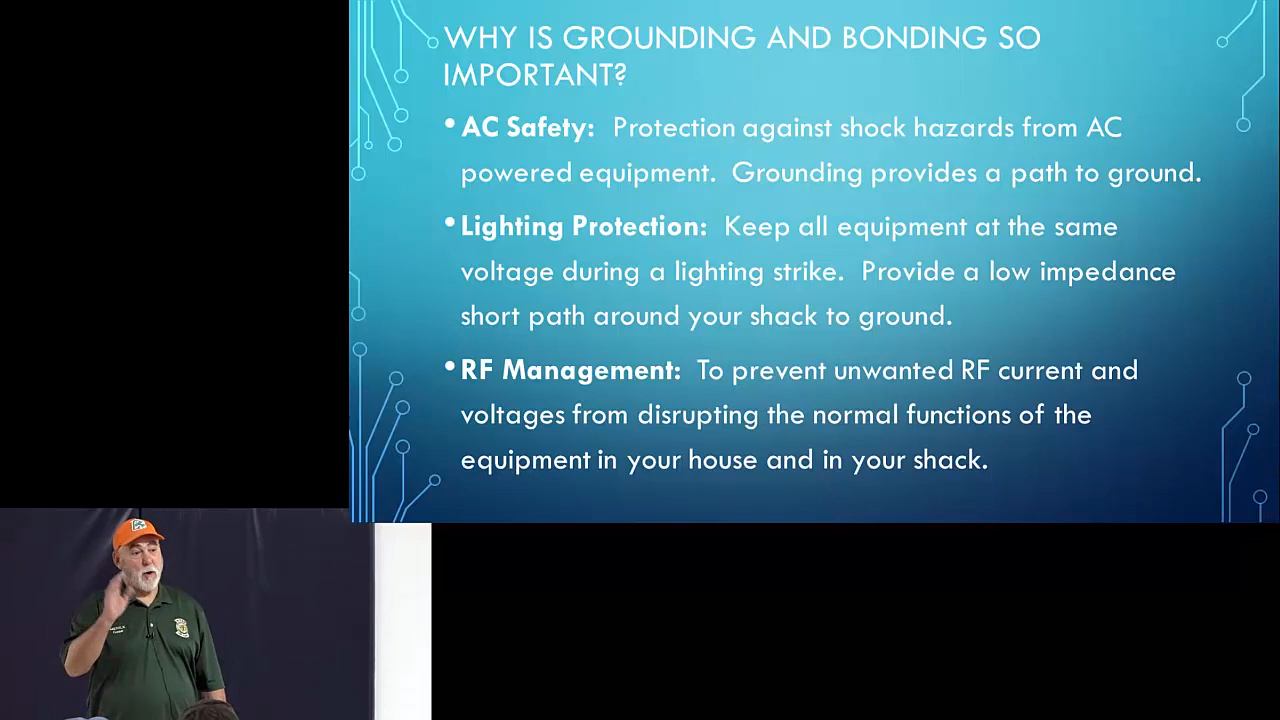 WHY IS GROUNDING AND BONDING SO
IMPORTANT?
• AC Safety: Protection against shock hazards from AC
powered equipment. Grounding provides a path to ground.
• Lighting Protection: Keep all equipment at the same
voltage during a lighting strike. Provide a low impedance
short path around your shack to ground.
• RF Management: To prevent unwanted RF current and
voltages from disrupting the normal functions of the
equipment in your house and in your shack.